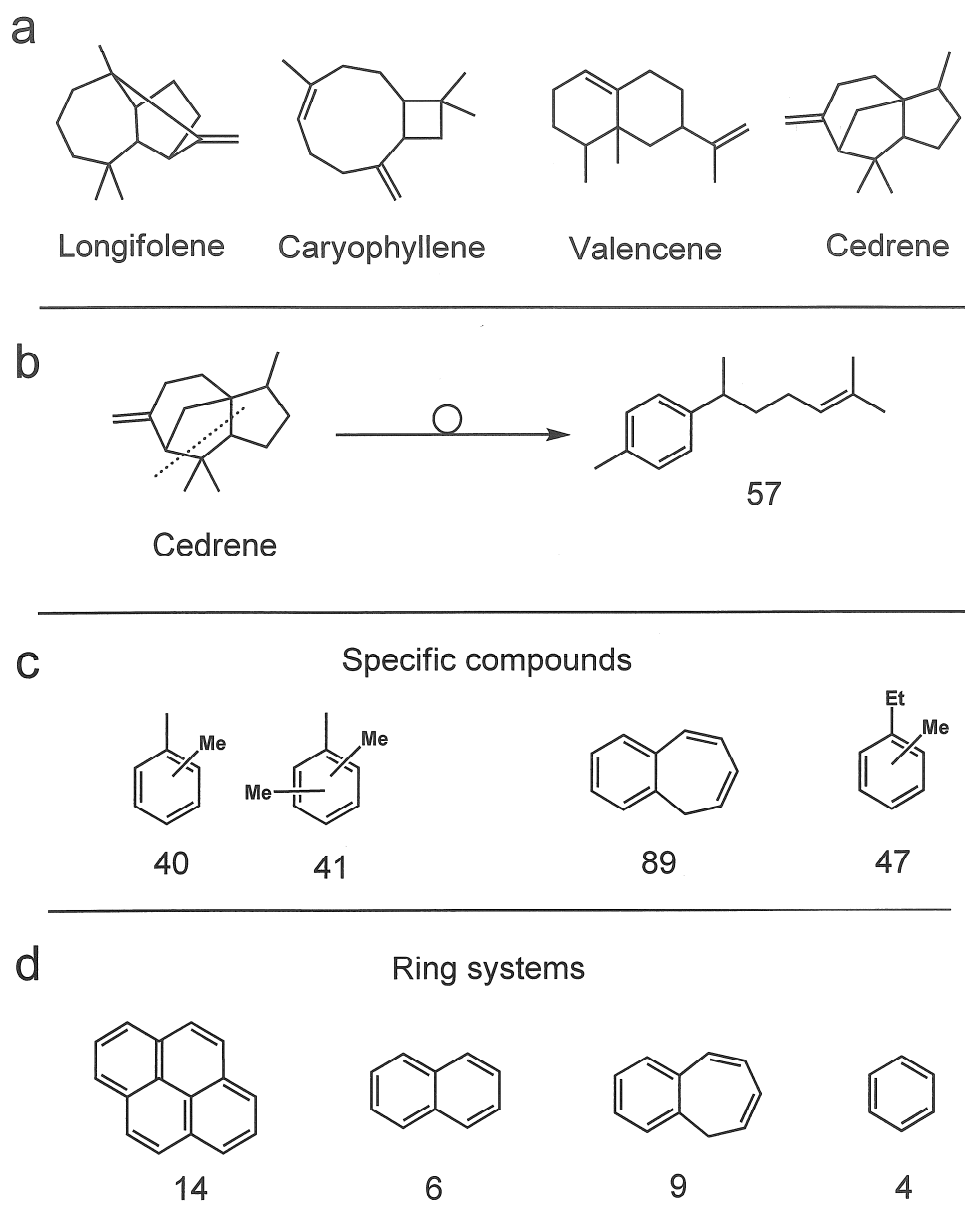 a
Longifolene Caryophyllene Valencene Cedrene
b
57
Cedrene
c Specific compounds
Et
Me Me Me
Me
40 41 89 47
d Ring systems
14 6 9 4